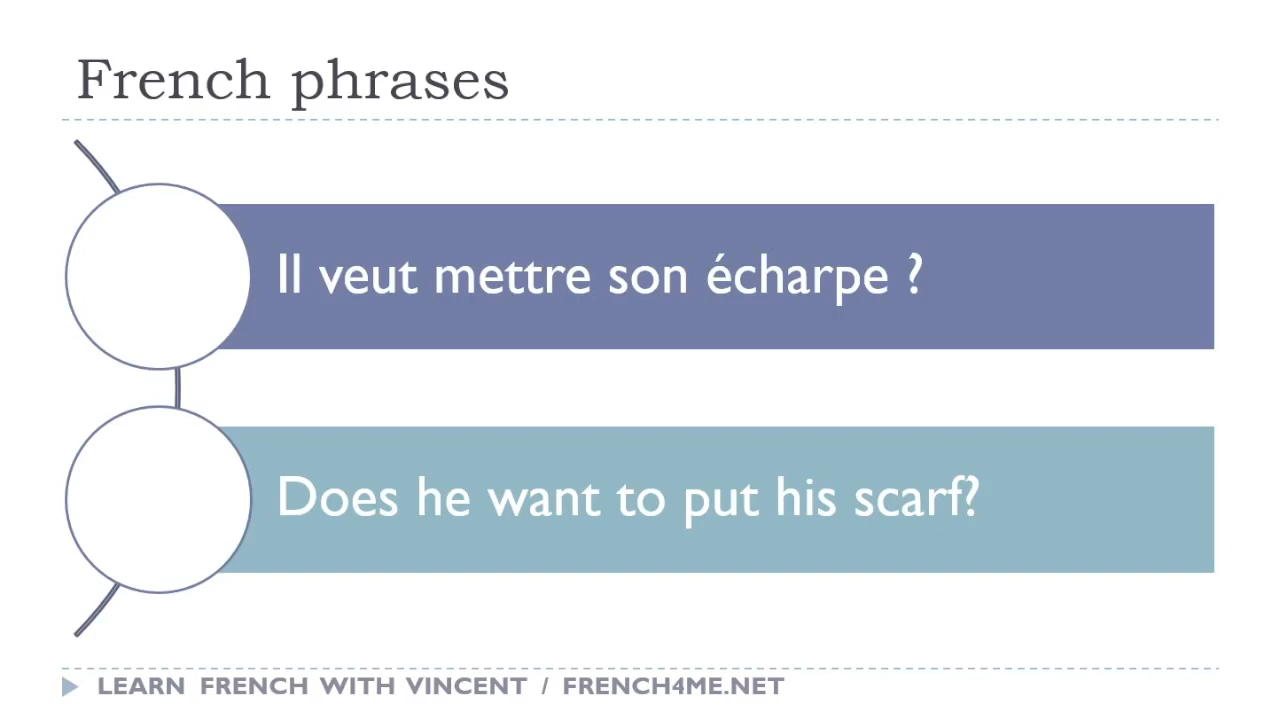 French phrases
Il veut mettre son écharpe ?
Does he want to put his scarf?
LEARN FRENCH WITH VINCENT / FRENCH4ME.NET